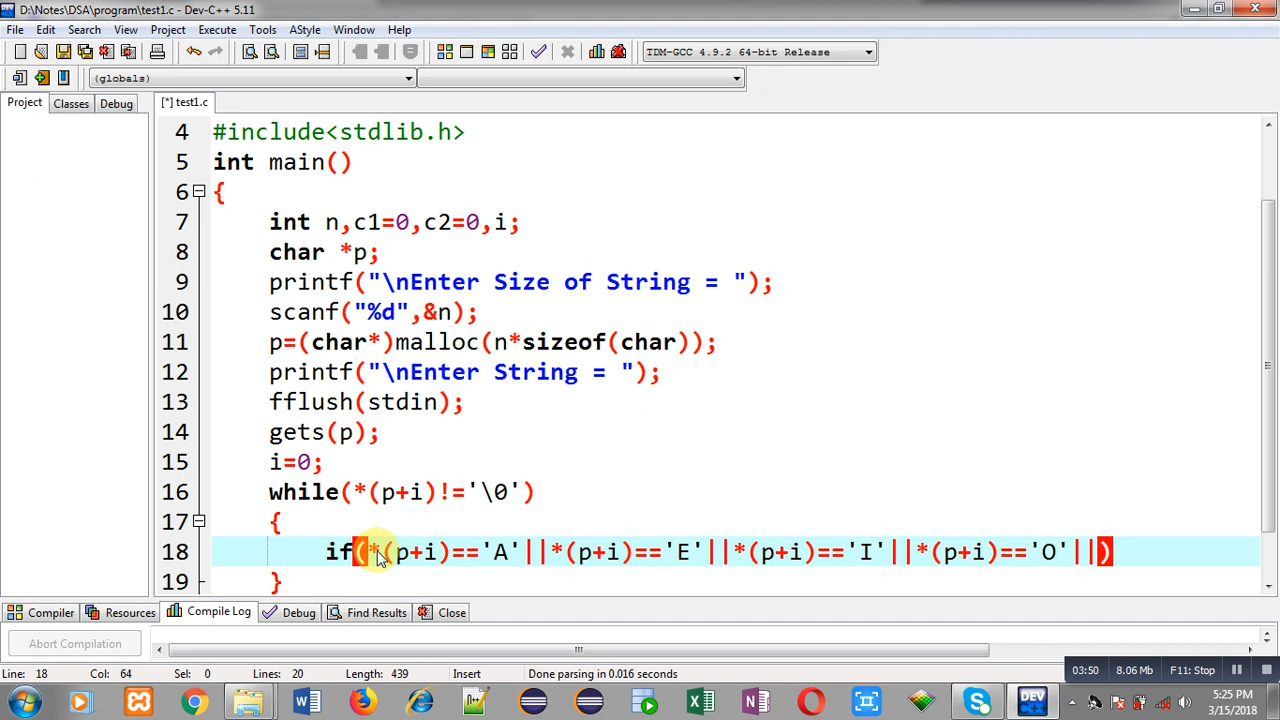 D:\Notes\DSA\program\test1.c - Dev-C++ 5.11
File Edit Search View Project Execute Tools AStyle Window Help
TDM-GCC 4.9.2 64-bit Release
(globals)
Project Classes Debug [*] test1.c
4 #include<stdlib.h>
5 int main()
6 {
7 int n,c1=0,c2=0,i;
8 char *p;
9 printf("\nEnter Size of String = ");
10 scanf("%d",&n);
11 p=(char*)malloc(n*sizeof(char));
12 printf("\nEnter String = ");
13 fflush(stdin);
14 gets(p);
15 i=0;
16 while(*(p+i)!='\0')
17 {
18 if(*(p+i)=='A'||*(p+i)=='E'||*(p+i)=='I'||*(p+i)=='O'||)
19 }
Compiler Resources Compile Log Debug Find Results Close
Abort Compilation
Line: 18 Col: 64 Sel: 0 Lines: 20 Length: 439 Insert Done parsing in 0.016 seconds
03:50 8.06 Mb F11: Stop
DEV
5:25 PM
3/15/2018